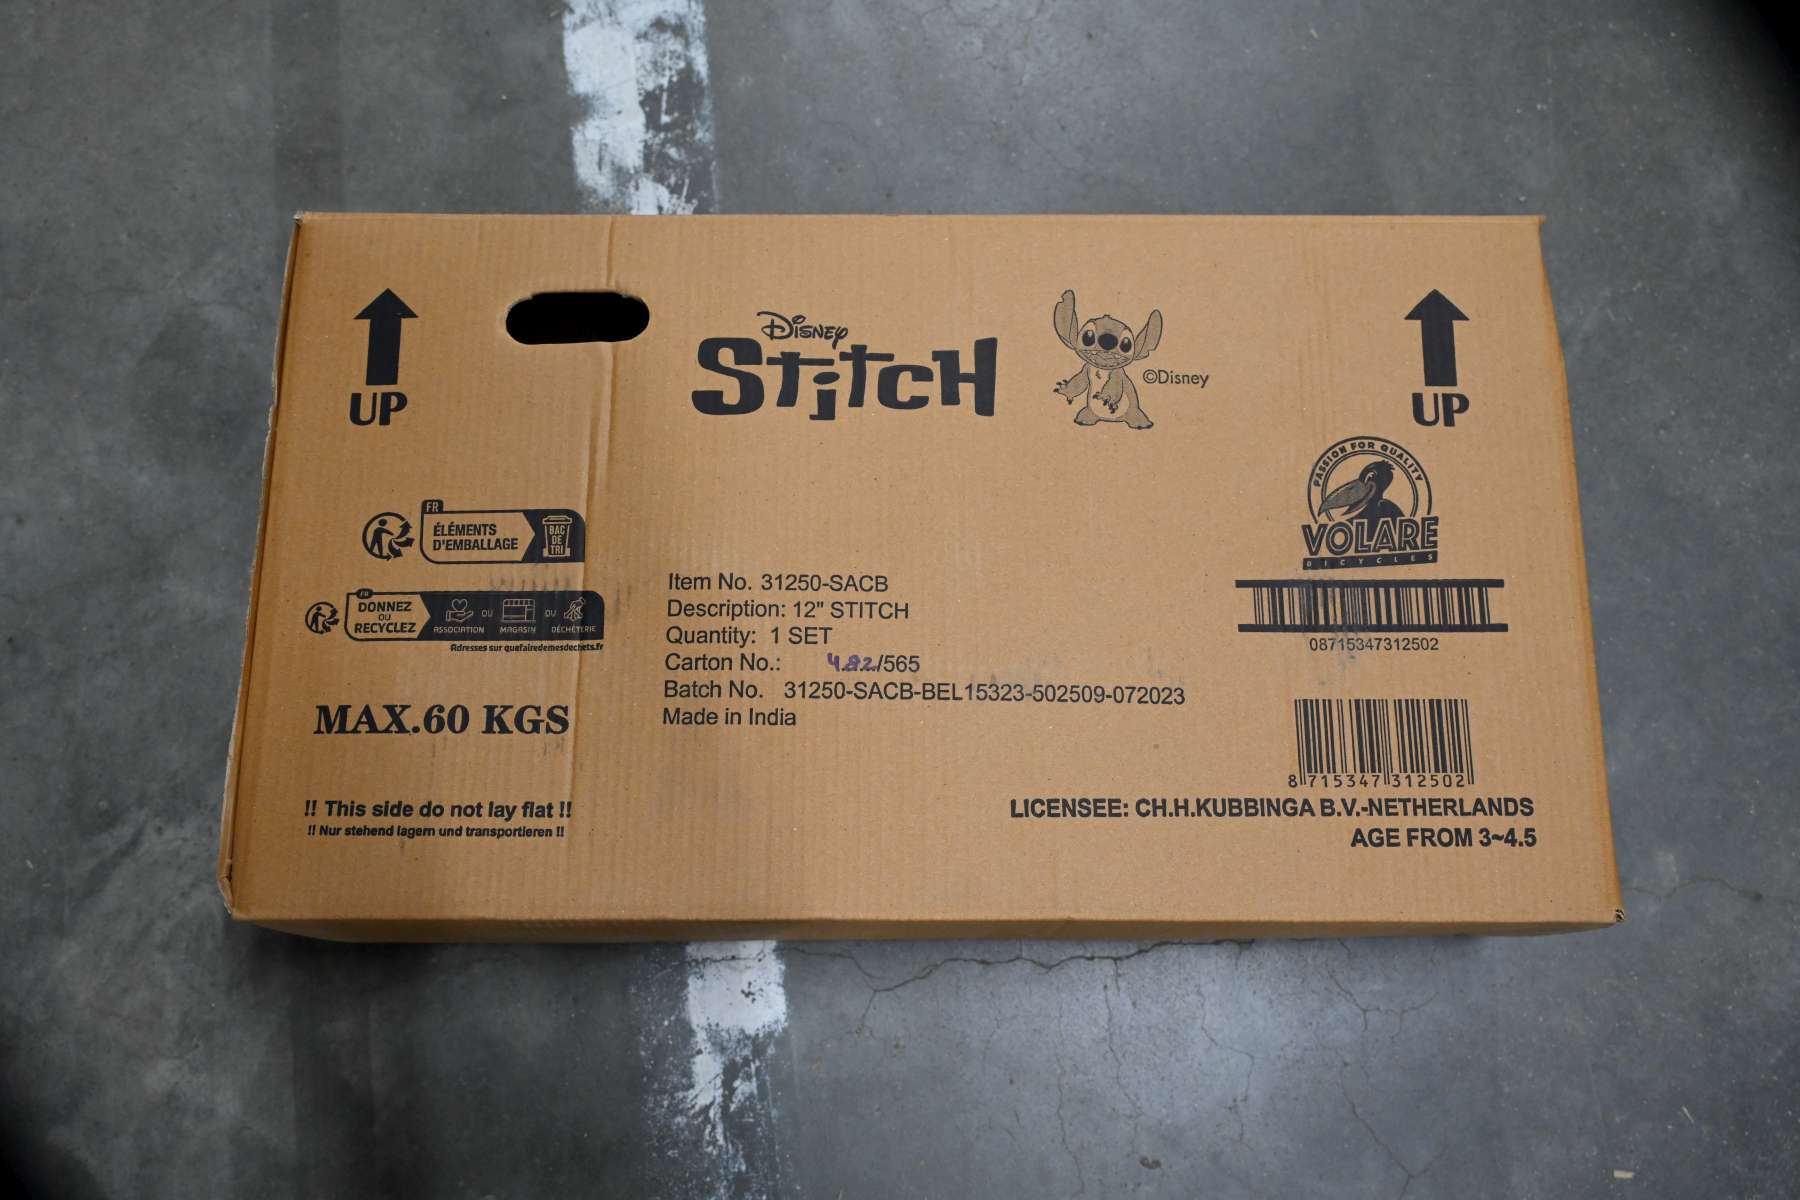 UP
Disney
Stitch
©Disney
UP
PASSION FOR QUALITY
VOLARE
BICYCLES
FR
ÉLÉMENTS
D'EMBALLAGE
BAC
DE
TRI
FR
DONNEZ
OU
RECYCLEZ
ASSOCIATION OU MAGASIN OU DÉCHÈTERIE
Adresses sur quefairedemesdechets.fr
Item No. 31250-SACB
Description: 12" STITCH
Quantity: 1 SET
Carton No.: 482/565
Batch No. 31250-SACB-BEL15323-502509-072023
Made in India
08715347312502
MAX.60 KGS
8 715347 312502
!! This side do not lay flat !!
!! Nur stehend lagern und transportieren !!
LICENSEE: CH.H.KUBBINGA B.V.-NETHERLANDS
AGE FROM 3~4.5